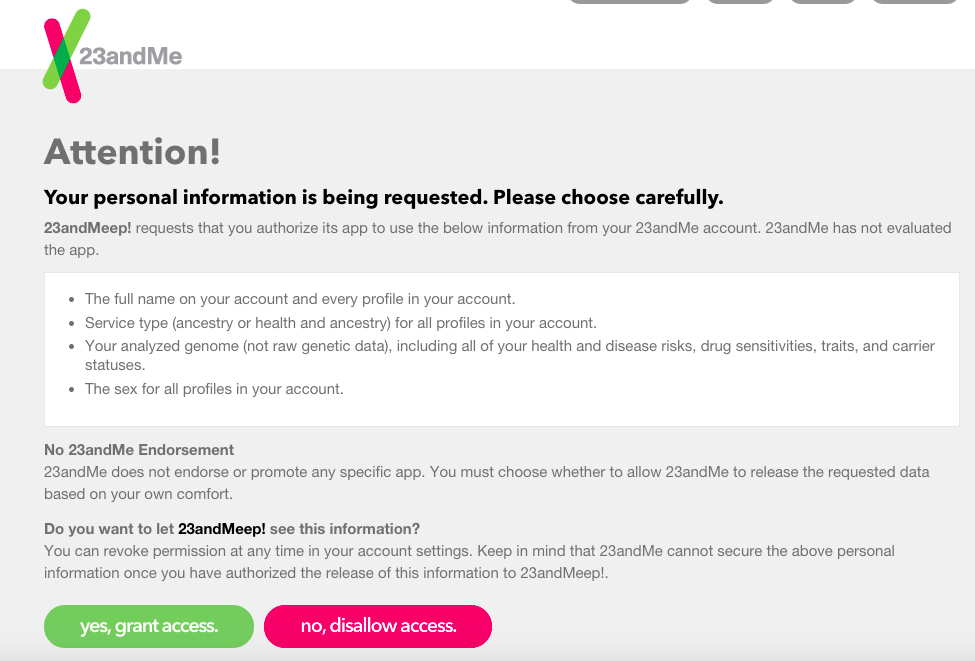 23andMe
Attention!
Your personal information is being requested. Please choose carefully.
23andMeep! requests that you authorize its app to use the below information from your 23andMe account. 23andMe has not evaluated
the app.
• The full name on your account and every profile in your account.
• Service type (ancestry or health and ancestry) for all profiles in your account.
• Your analyzed genome (not raw genetic data), including all of your health and disease risks, drug sensitivities, traits, and carrier
statuses.
• The sex for all profiles in your account.
No 23andMe Endorsement
23andMe does not endorse or promote any specific app. You must choose whether to allow 23andMe to release the requested data
based on your own comfort.
Do you want to let 23andMeep! see this information?
You can revoke permission at any time in your account settings. Keep in mind that 23andMe cannot secure the above personal
information once you have authorized the release of this information to 23andMeep!.
yes, grant access.
no, disallow access.